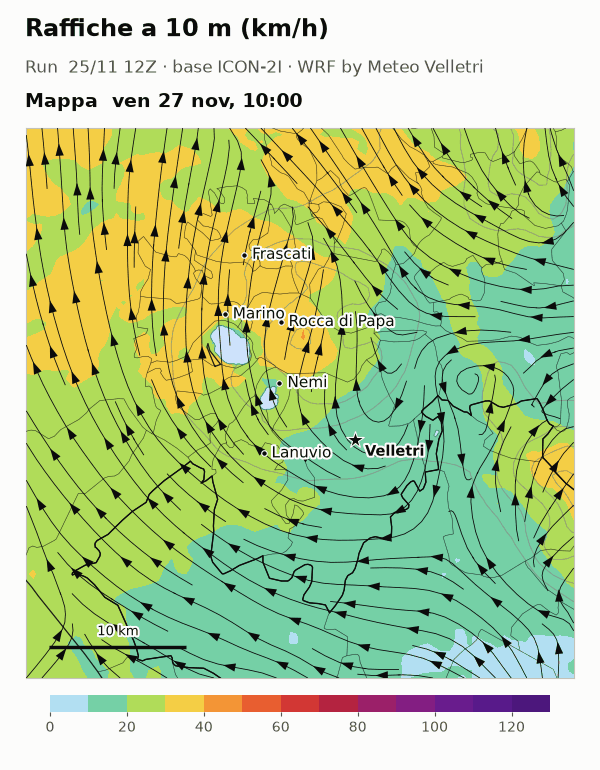 Raffiche a 10 m (km/h)
Run 25/11 12Z · base ICON-2I · WRF by Meteo Velletri
Mappa ven 27 nov, 10:00
Frascati
Marino
Rocca di Papa
Nemi
Velletri
Lanuvio
10 km
0 20 40 60 80 100 120